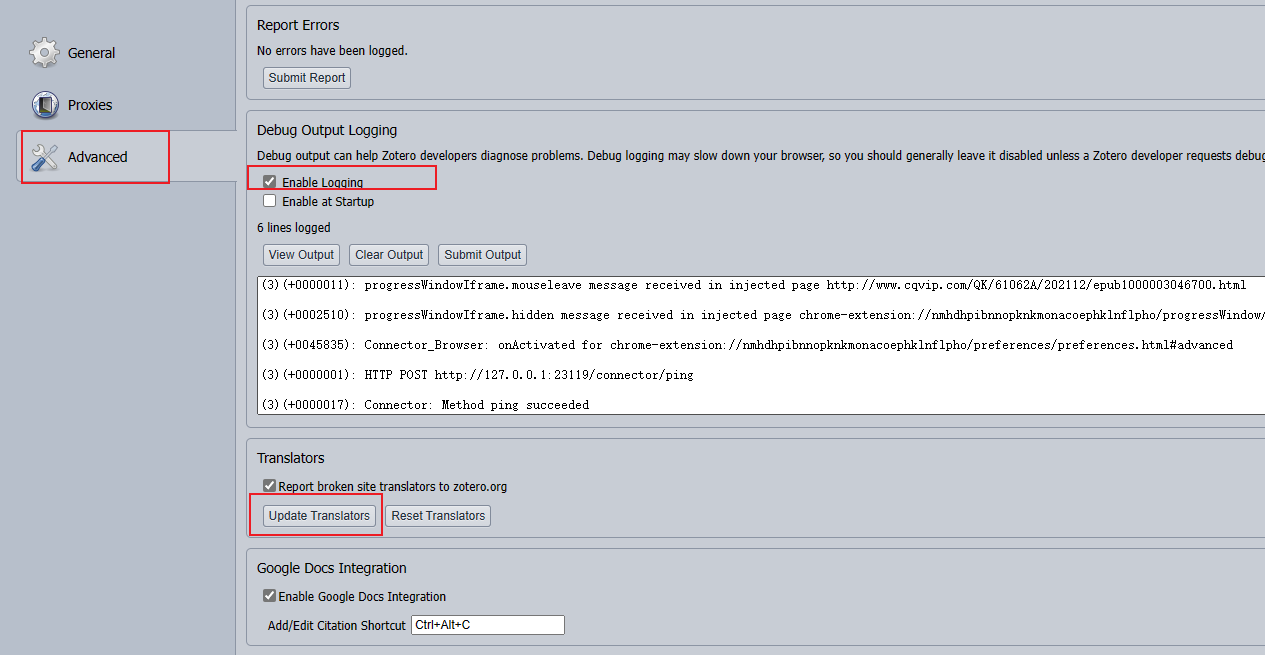 General
Proxies
Advanced
Report Errors
No errors have been logged.
Submit Report
Debug Output Logging
Debug output can help Zotero developers diagnose problems. Debug logging may slow down your browser, so you should generally leave it disabled unless a Zotero developer requests debug
Enable Logging
Enable at Startup
6 lines logged
View Output Clear Output Submit Output
(3)(+0000011): progressWindowIframe.mouseleave message received in injected page http://www.cqvip.com/QK/61062A/202112/epub1000003046700.html
(3)(+0002510): progressWindowIframe.hidden message received in injected page chrome-extension://nmhdhpibnnopknkmonacoephklnflpho/progressWindow/
(3)(+0045835): Connector_Browser: onActivated for chrome-extension://nmhdhpibnnopknkmonacoephklnflpho/preferences/preferences.html#advanced
(3)(+0000001): HTTP POST http://127.0.0.1:23119/connector/ping
(3)(+0000017): Connector: Method ping succeeded
Translators
Report broken site translators to zotero.org
Update Translators Reset Translators
Google Docs Integration
Enable Google Docs Integration
Add/Edit Citation Shortcut Ctrl+Alt+C